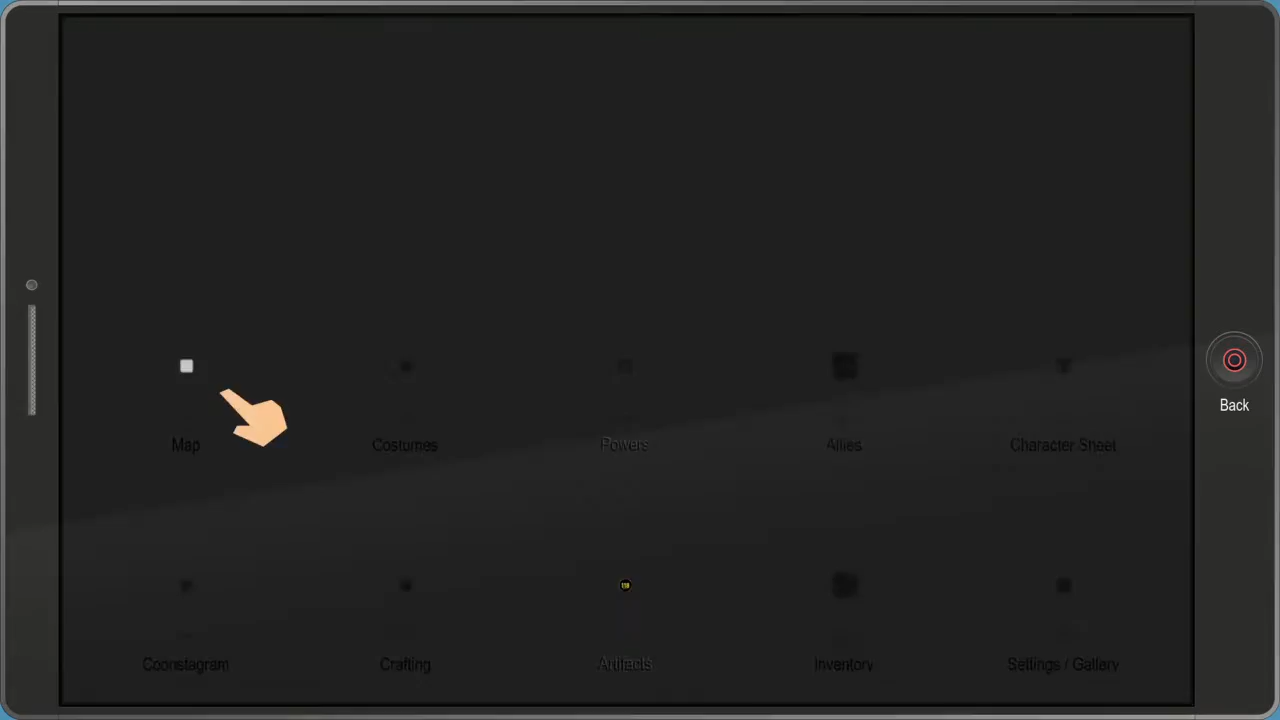 Map
Costumes
Powers
Allies
Character Sheet
Back
Coonstagram
Crafting
Artifacts
Inventory
Settings / Gallery